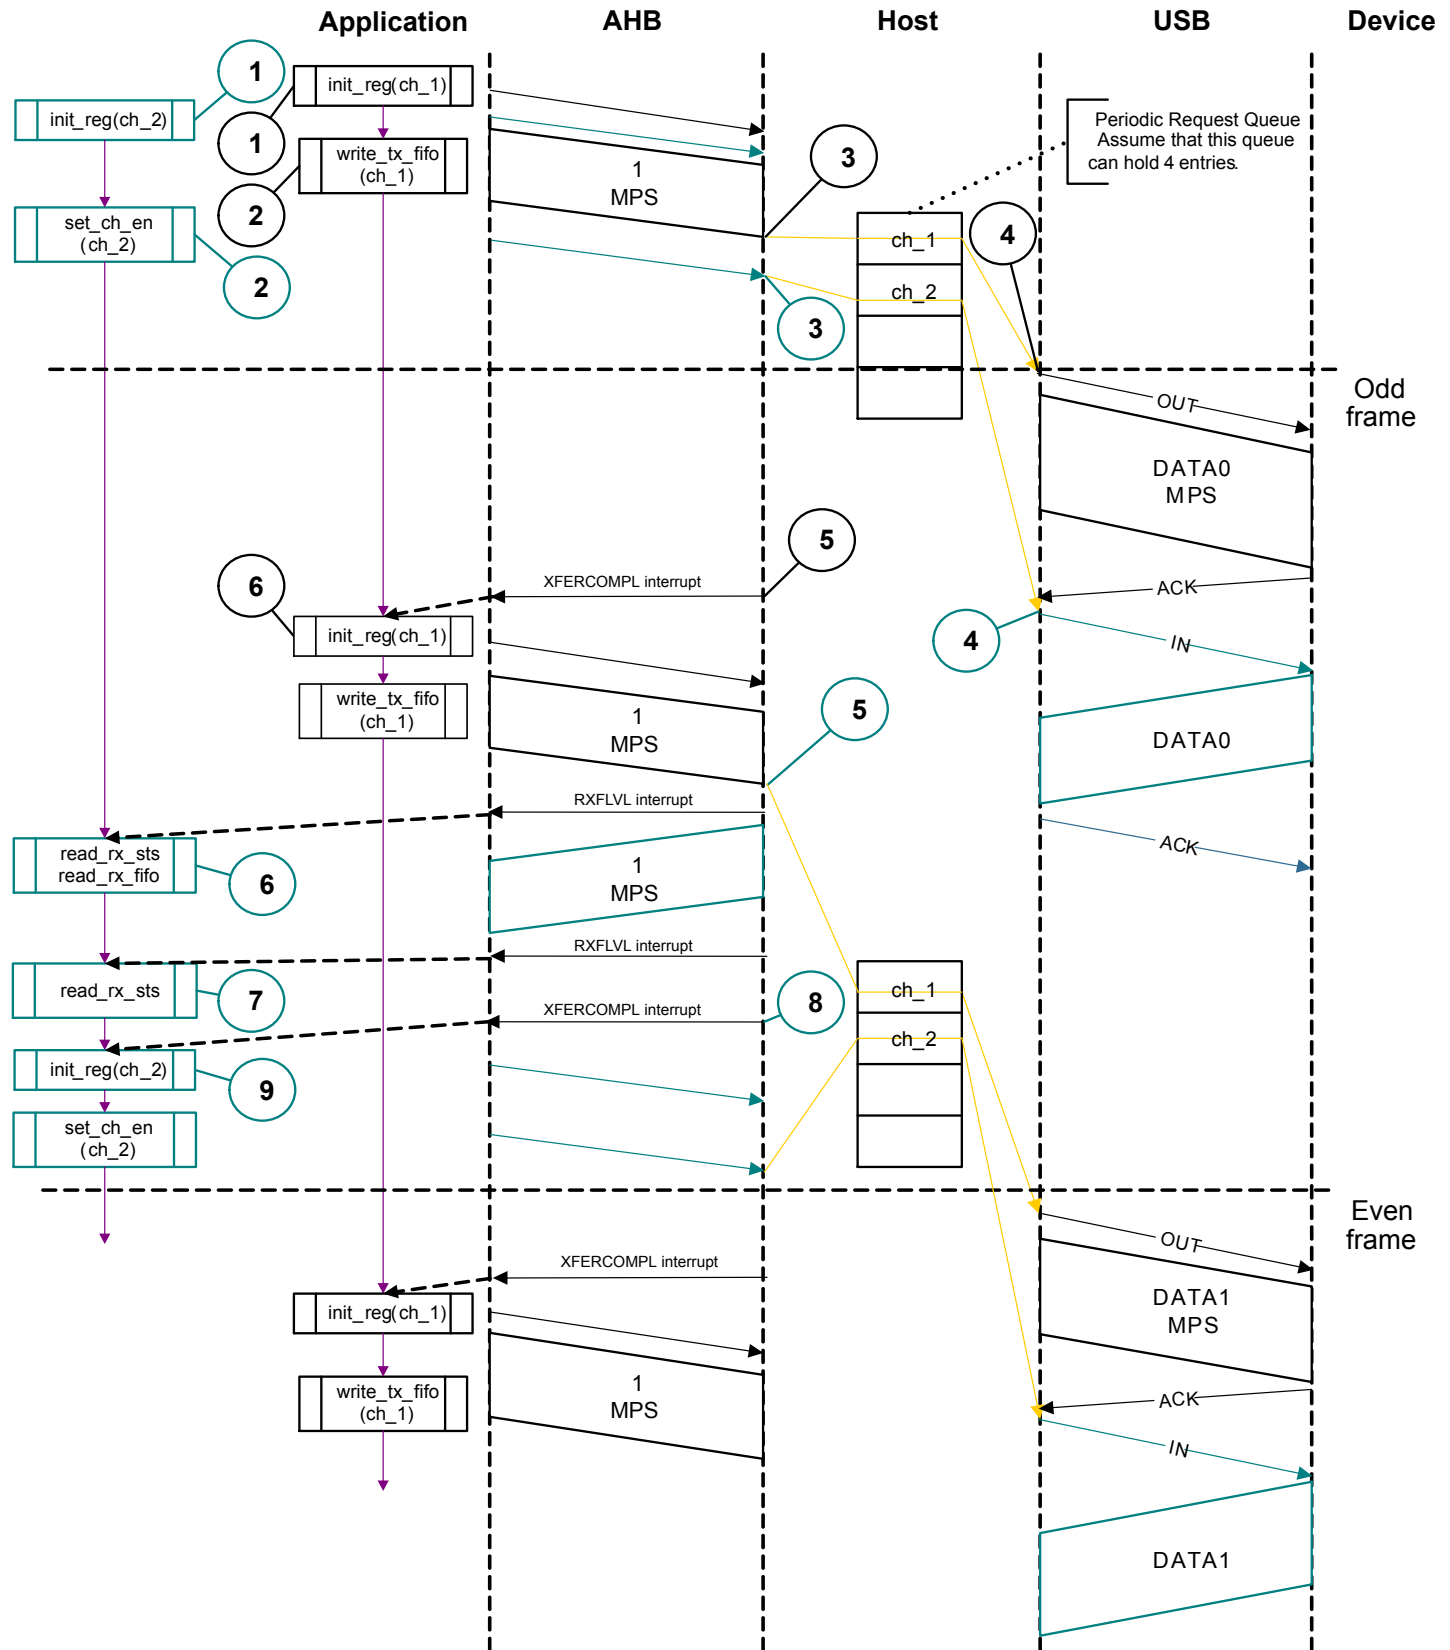 Application
AHB
Host
USB
Device
1
init_reg(ch_1)
init_reg(ch_2)
1
write_tx_fifo
(ch_1)
2
1
MPS
3
Periodic Request Queue
Assume that this queue
can hold 4 entries.
set_ch_en
(ch_2)
2
ch_1
4
ch_2
3
Odd
frame
OUT
DATA0
MPS
5
XFERCOMPL interrupt
ACK
6
init_reg(ch_1)
4
IN
write_tx_fifo
(ch_1)
1
MPS
5
DATA0
RXFLVL interrupt
read_rx_sts
read_rx_fifo
6
1
MPS
ACK
RXFLVL interrupt
read_rx_sts
7
XFERCOMPL interrupt
8
ch_1
ch_2
init_reg(ch_2)
9
set_ch_en
(ch_2)
Even
frame
OUT
XFERCOMPL interrupt
init_reg(ch_1)
DATA1
MPS
write_tx_fifo
(ch_1)
1
MPS
ACK
IN
DATA1